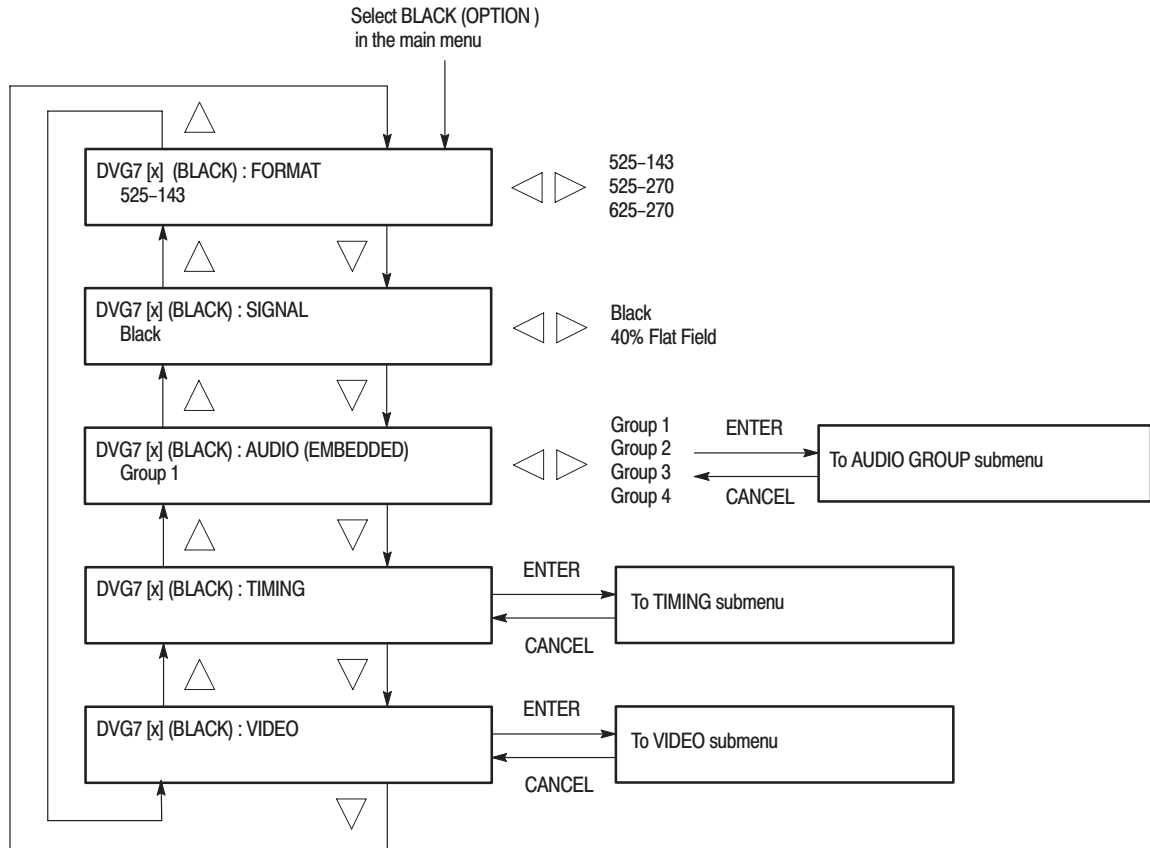 Select BLACK (OPTION )
in the main menu
DVG7 [x] (BLACK) : FORMAT
525–143
525–143
525–270
625–270
DVG7 [x] (BLACK) : SIGNAL
Black
Black
40% Flat Field
DVG7 [x] (BLACK) : AUDIO (EMBEDDED)
Group 1
Group 1
Group 2
Group 3
Group 4
ENTER
CANCEL
To AUDIO GROUP submenu
DVG7 [x] (BLACK) : TIMING
ENTER
CANCEL
To TIMING submenu
DVG7 [x] (BLACK) : VIDEO
ENTER
CANCEL
To VIDEO submenu